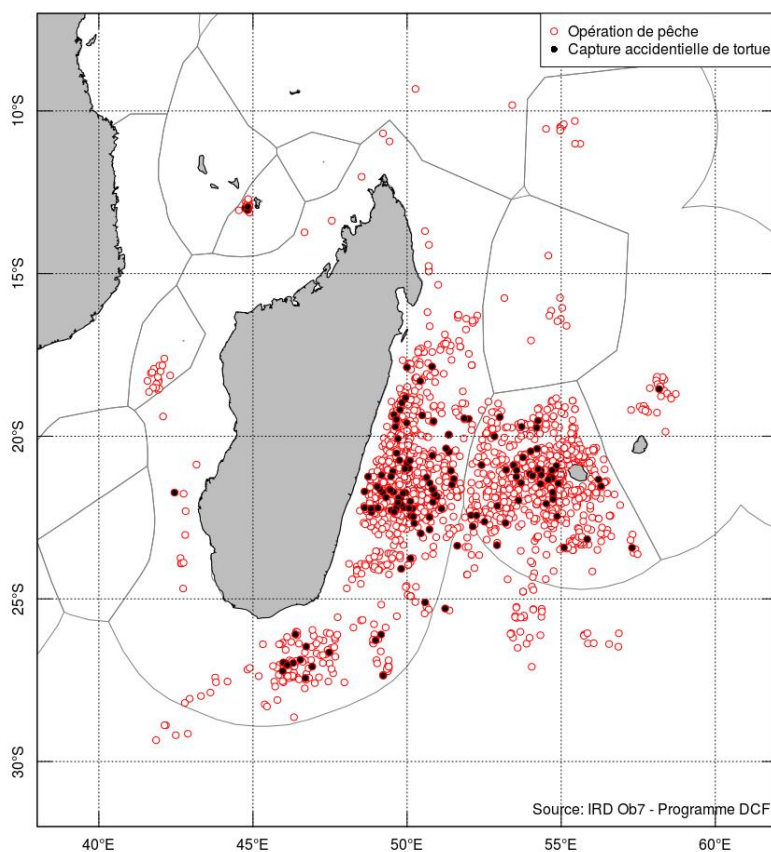 Opération de pêche
Capture accidentielle de tortue
10°S
15°S
20°S
25°S
30°S
Source: IRD Ob7 - Programme DCF
40°E
45°E
50°E
55°E
60°E